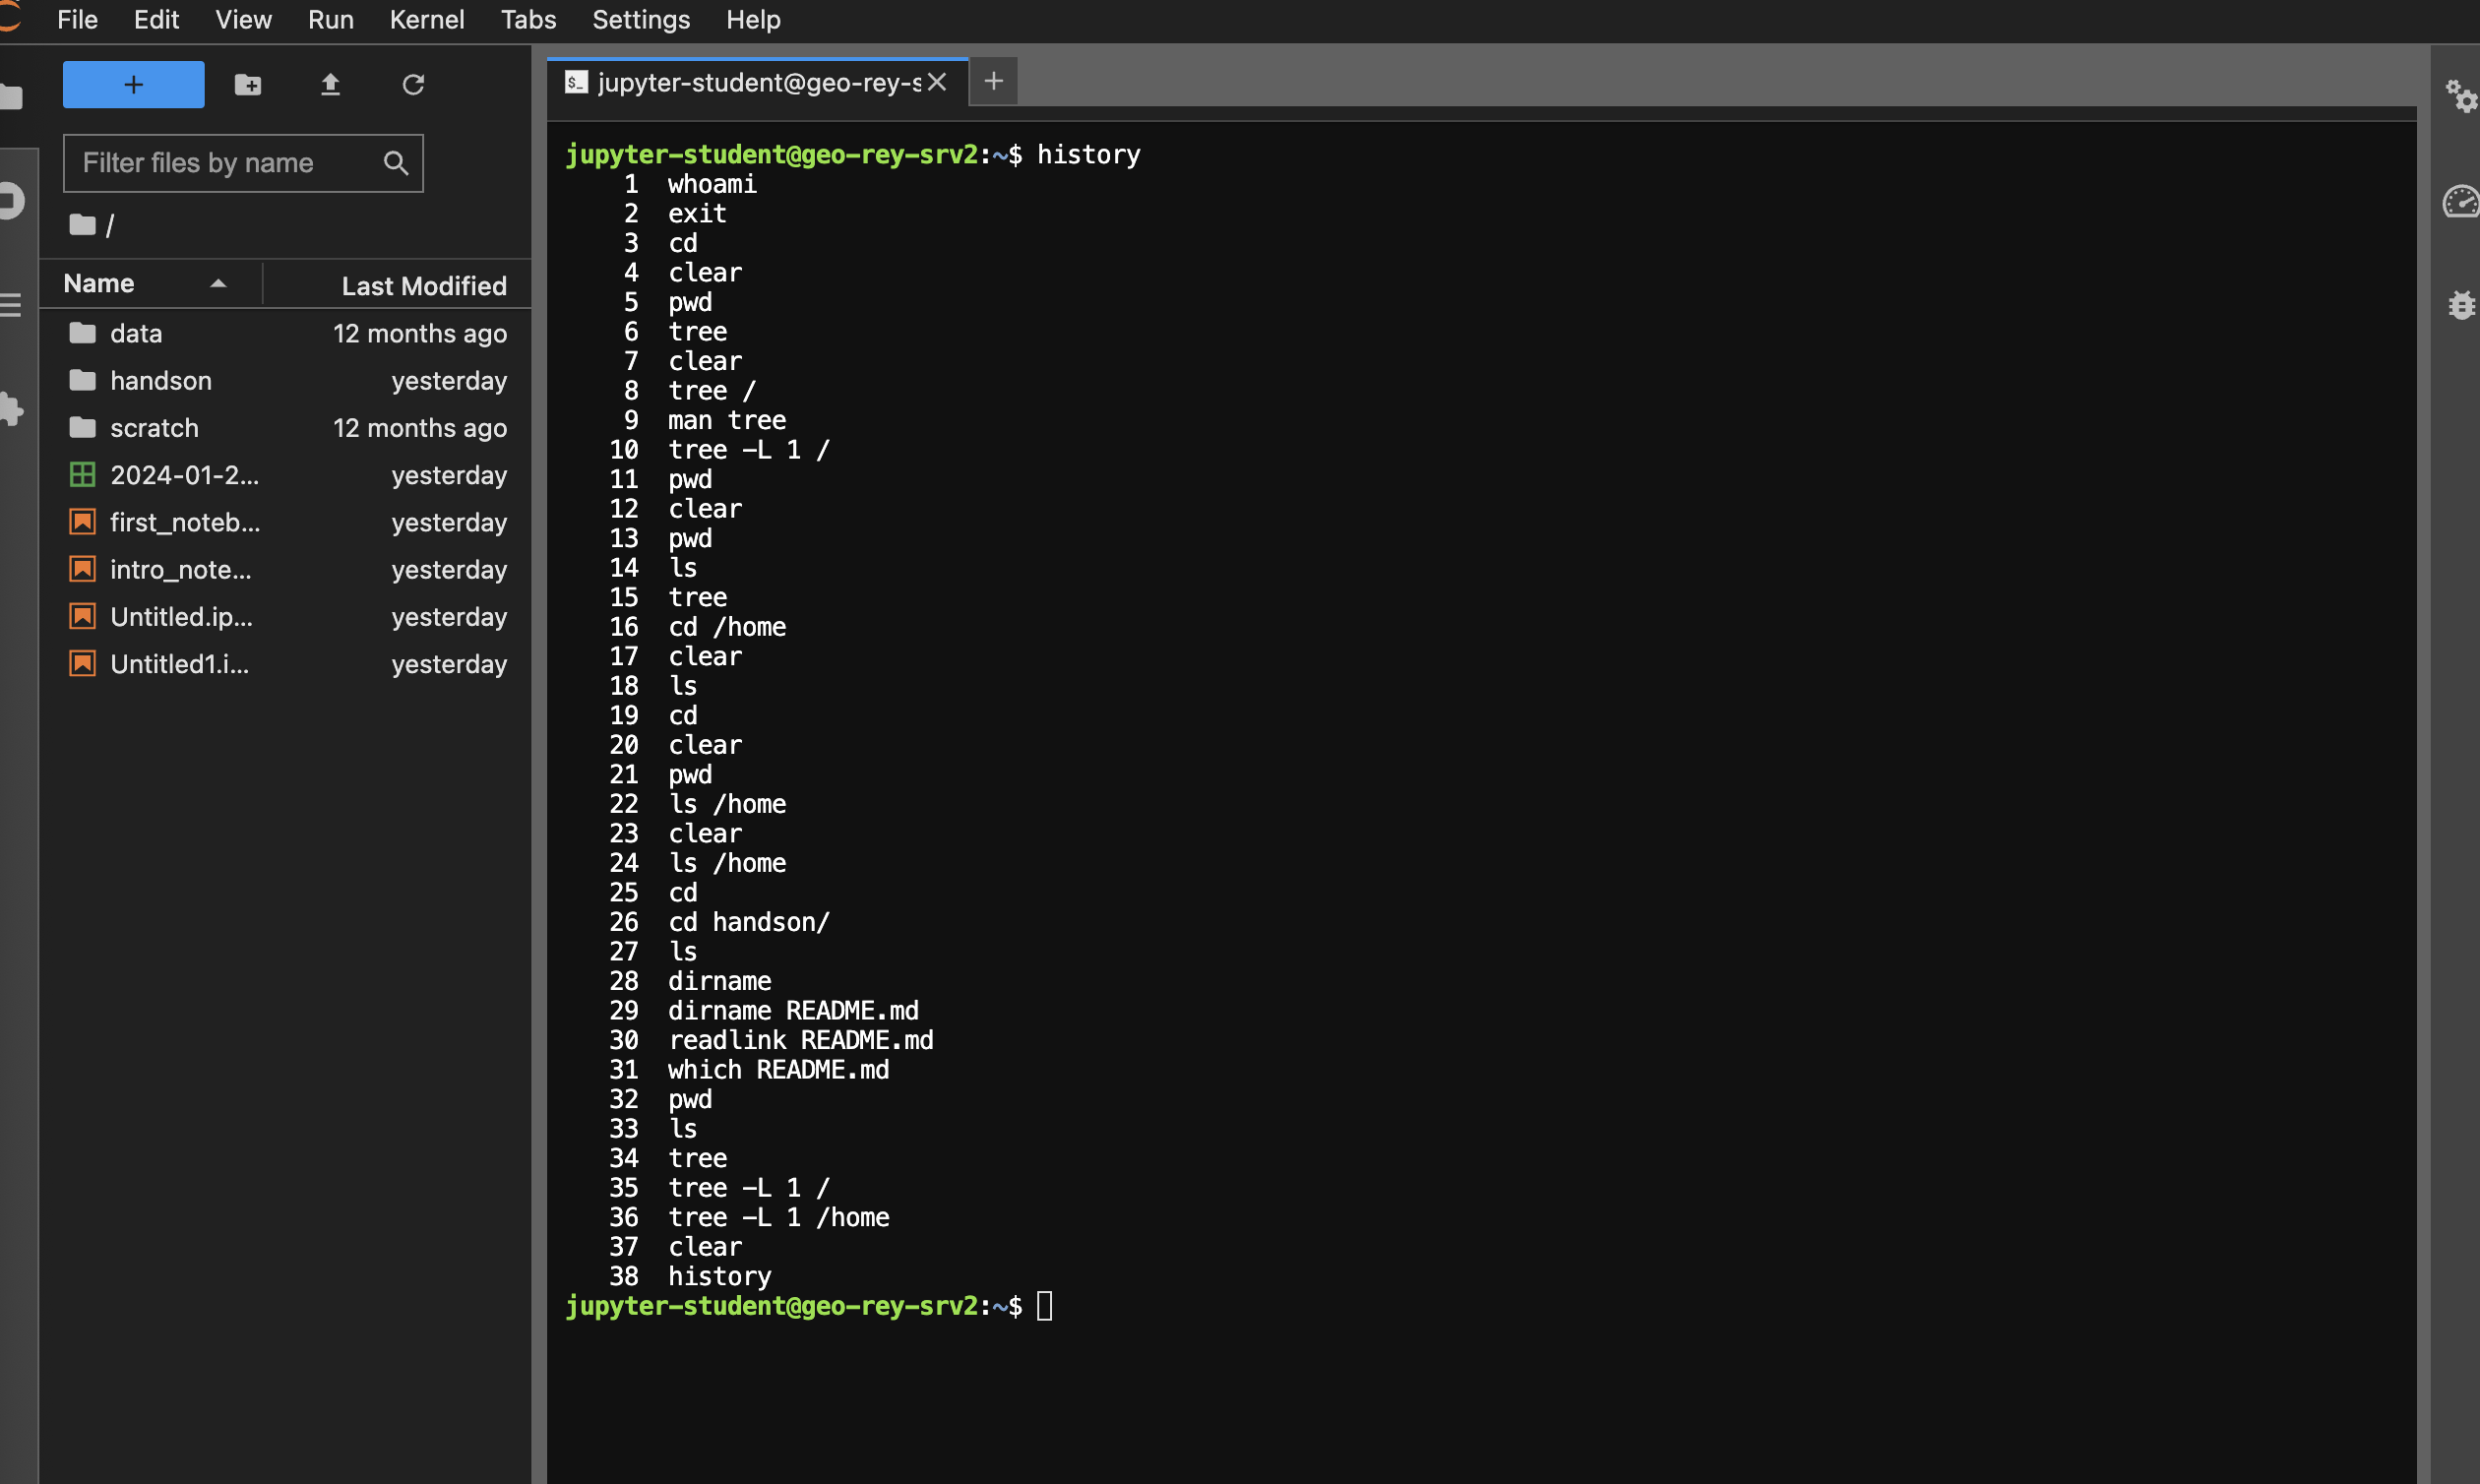 File Edit View Run Kernel Tabs Settings Help
+
Filter files by name
/
Name Last Modified
data 12 months ago
handson yesterday
scratch 12 months ago
2024-01-2... yesterday
first_noteb... yesterday
intro_note... yesterday
Untitled.ip... yesterday
Untitled1.i... yesterday
$_ jupyter-student@geo-rey-s
jupyter-student@geo-rey-srv2:~$ history
1 whoami
2 exit
3 cd
4 clear
5 pwd
6 tree
7 clear
8 tree /
9 man tree
10 tree -L 1 /
11 pwd
12 clear
13 pwd
14 ls
15 tree
16 cd /home
17 clear
18 ls
19 cd
20 clear
21 pwd
22 ls /home
23 clear
24 ls /home
25 cd
26 cd handson/
27 ls
28 dirname
29 dirname README.md
30 readlink README.md
31 which README.md
32 pwd
33 ls
34 tree
35 tree -L 1 /
36 tree -L 1 /home
37 clear
38 history
jupyter-student@geo-rey-srv2:~$